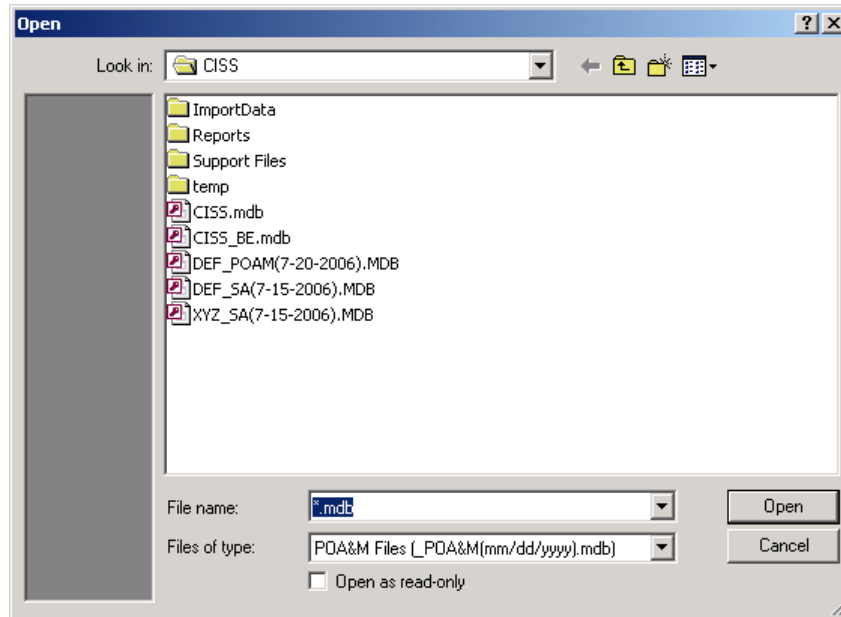 Open
Look in: CISS
ImportData
Reports
Support Files
temp
CISS.mdb
CISS_BE.mdb
DEF_POAM(7-20-2006).MDB
DEF_SA(7-15-2006).MDB
XYZ_SA(7-15-2006).MDB
File name: *.mdb Open
Files of type: POA&M Files (_POA&M(mm/dd/yyyy).mdb) Cancel
Open as read-only